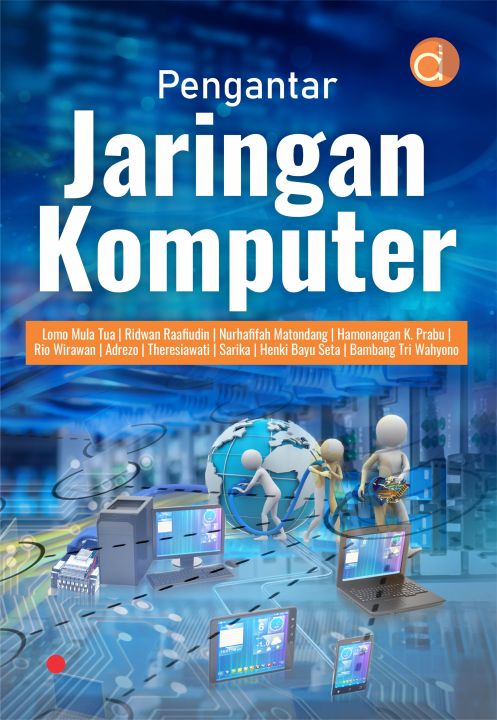 Pengantar
Jaringan
Komputer
Lomo Mula Tua | Ridwan Raafiudin | Nurhafifah Matondang | Hamonangan K. Prabu |
Rio Wirawan | Adrezo | Theresiawati | Sarika | Henki Bayu Seta | Bambang Tri Wahyono